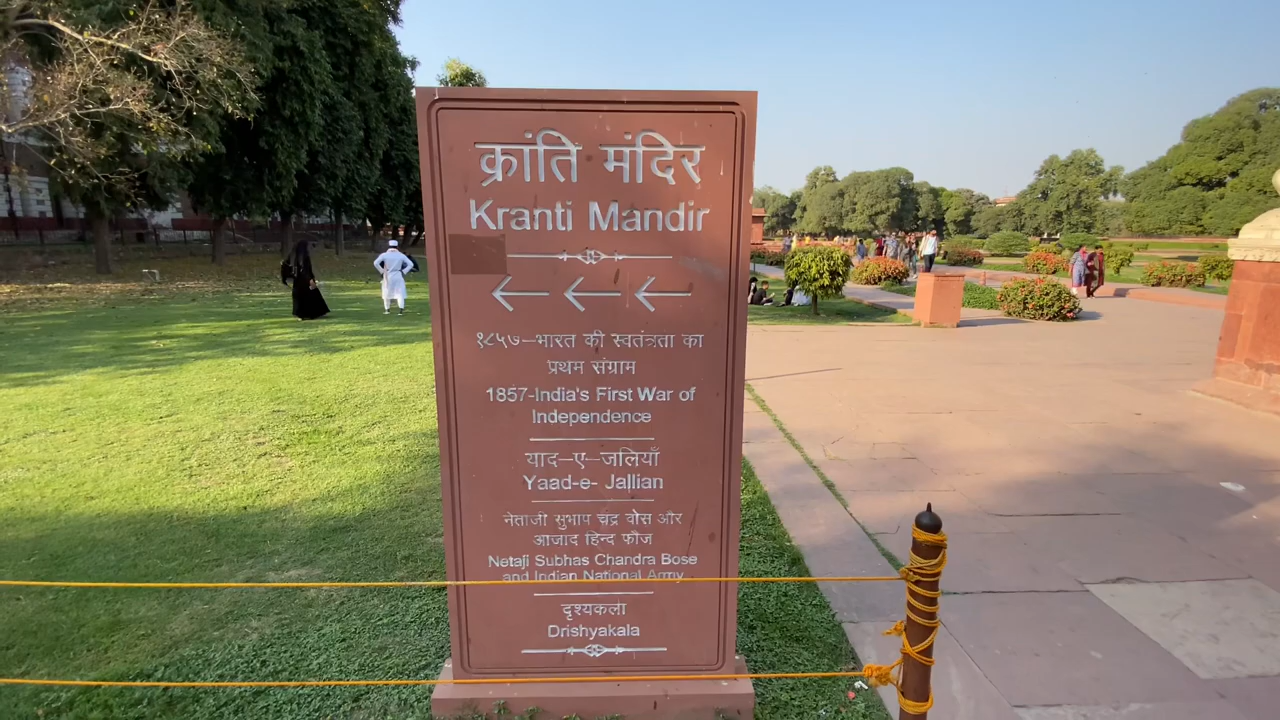 क्रांति मंदिर
Kranti Mandir
१८५७–भारत की स्वतंत्रता का
प्रथम संग्राम
1857-India's First War of
Independence
याद–ए–जलियाँ
Yaad-e- Jallian
नेताजी सुभाष चंद्र वोस और
आजाद हिन्द फौज
Netaji Subhas Chandra Bose
and Indian National Army
दृश्यकला
Drishyakala